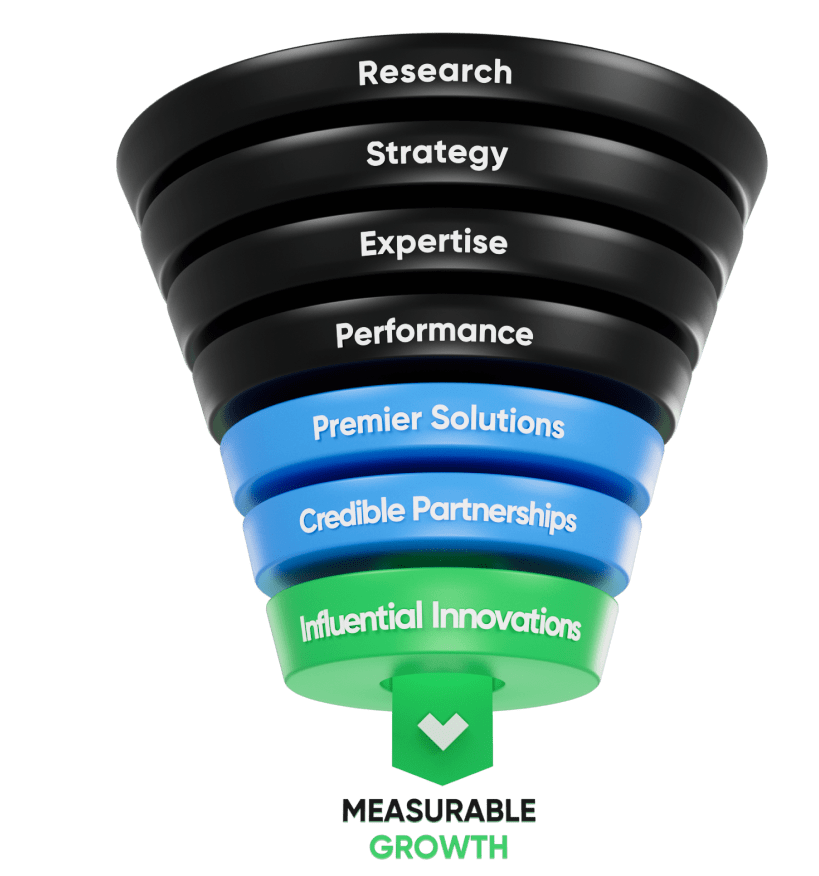 Research
Strategy
Expertise
Performance
Premier Solutions
Credible Partnerships
Influential Innovations
MEASURABLE
GROWTH